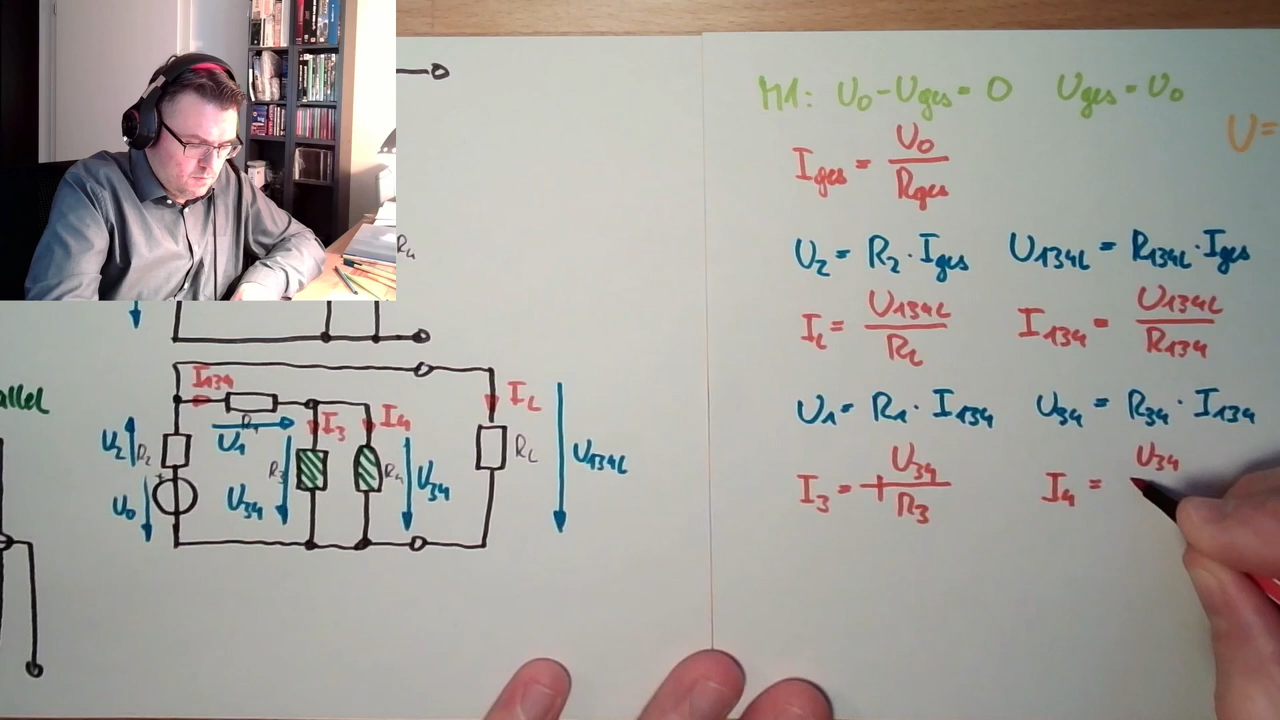 M1: U0 - Uges = 0 Uges = U0
U=
Iges = U0/Rges
U2 = R2 · Iges U134L = R134L · Iges
IL = U134L/RL I134 = U134L/R134
U1 = R1 · I134 U34 = R34 · I134
I3 = + U34/R3 I4 = U34
R4
allel
I134
IL
R1
I3
I4
U2
R2
U1
R3
R4
RL
U134L
U0
U34
U34